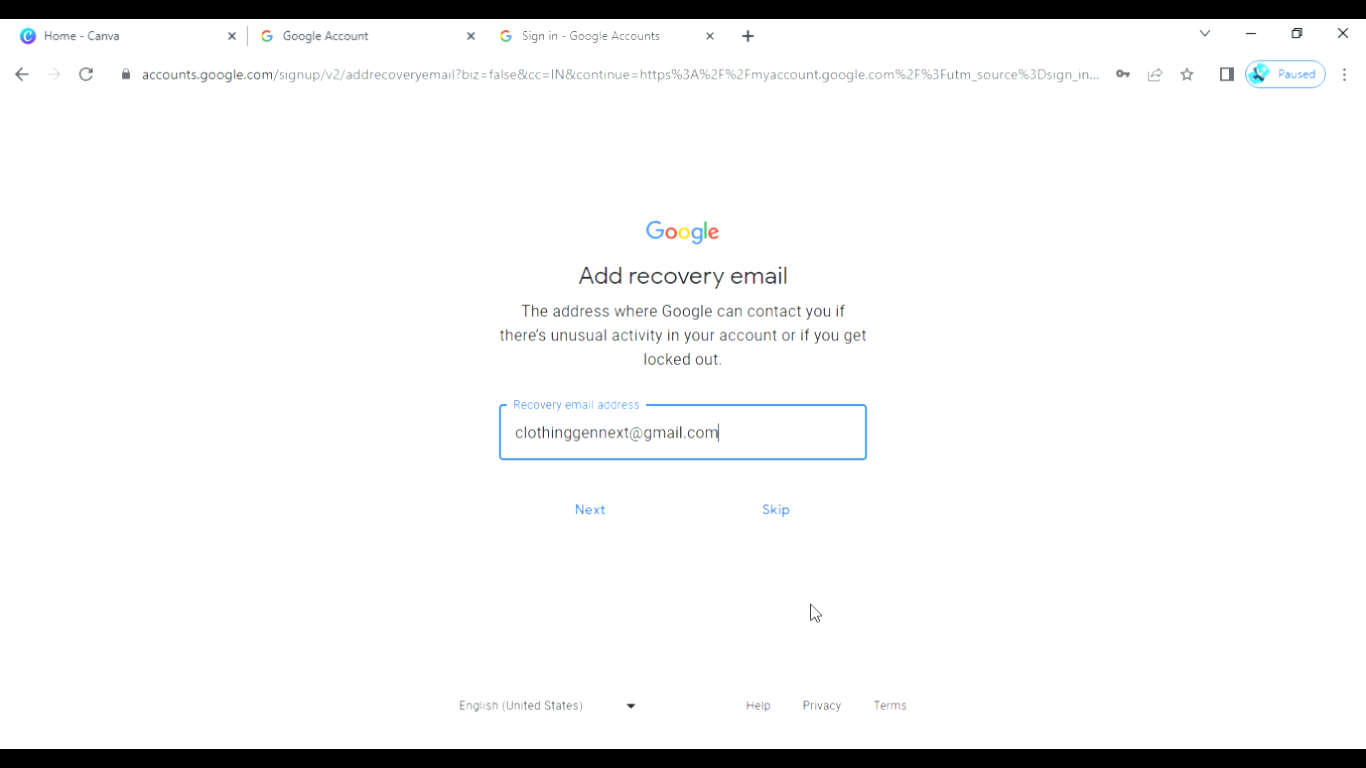 Home - Canva
Google Account
Sign in - Google Accounts
accounts.google.com/signup/v2/addrecoveryemail?biz=false&cc=IN&continue=https%3A%2F%2Fmyaccount.google.com%2F%3Futm_source%3Dsign_in...
Paused
Google
Add recovery email
The address where Google can contact you if
there's unusual activity in your account or if you get
locked out.
Recovery email address
clothinggennext@gmail.com
Next Skip
English (United States) Help Privacy Terms